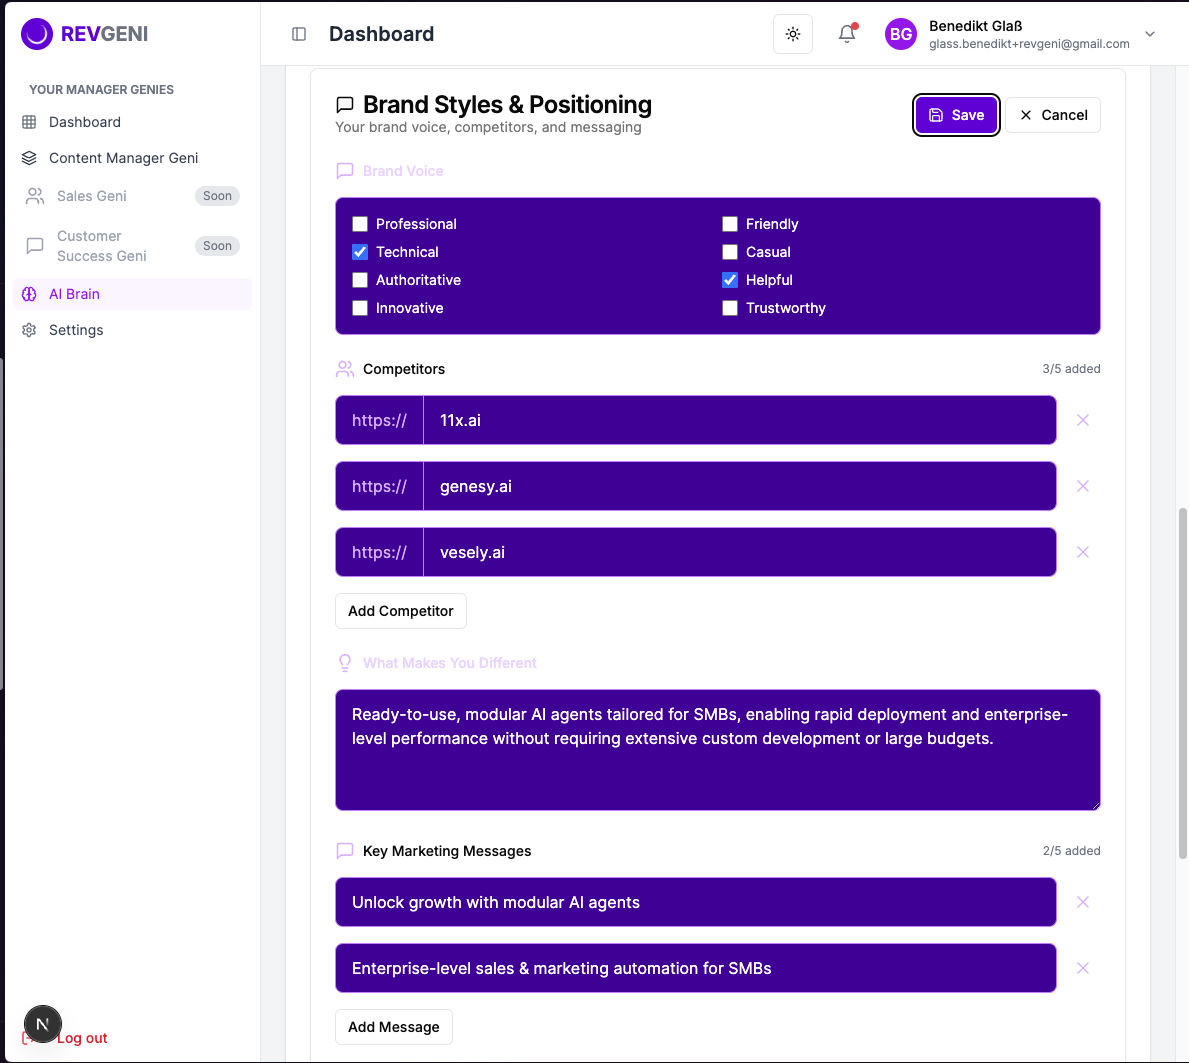 REVGENI
Dashboard
BG
Benedikt Glaß
glass.benedikt+revgeni@gmail.com
YOUR MANAGER GENIES
Dashboard
Content Manager Geni
Sales Geni
Soon
Customer
Success Geni
Soon
AI Brain
Settings
N
Log out
Brand Styles & Positioning
Your brand voice, competitors, and messaging
Save
Cancel
Brand Voice
Professional
Friendly
Technical
Casual
Authoritative
Helpful
Innovative
Trustworthy
Competitors
3/5 added
https:// 11x.ai
https:// genesy.ai
https:// vesely.ai
Add Competitor
What Makes You Different
Ready-to-use, modular AI agents tailored for SMBs, enabling rapid deployment and enterprise-
level performance without requiring extensive custom development or large budgets.
Key Marketing Messages
2/5 added
Unlock growth with modular AI agents
Enterprise-level sales & marketing automation for SMBs
Add Message